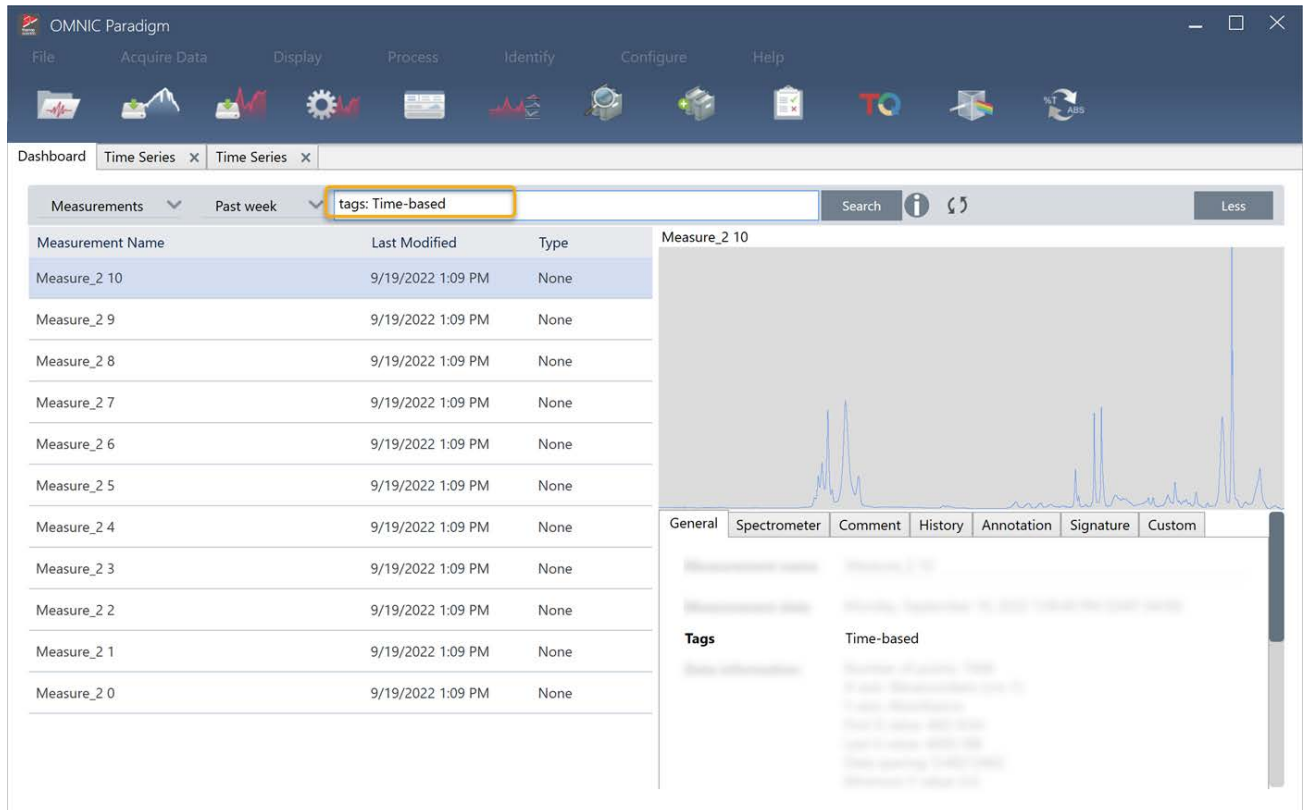 OMNIC Paradigm
File Acquire Data Display Process Identify Configure Help
TQ %T ABS
Dashboard Time Series Time Series
Measurements Past week tags: Time-based Search Less
Measurement Name Last Modified Type
Measure_2 10
Measure_2 10 9/19/2022 1:09 PM None
Measure_2 9 9/19/2022 1:09 PM None
Measure_2 8 9/19/2022 1:09 PM None
Measure_2 7 9/19/2022 1:09 PM None
Measure_2 6 9/19/2022 1:09 PM None
Measure_2 5 9/19/2022 1:09 PM None
Measure_2 4 9/19/2022 1:09 PM None
Measure_2 3 9/19/2022 1:09 PM None
Measure_2 2 9/19/2022 1:09 PM None
Measure_2 1 9/19/2022 1:09 PM None
Measure_2 0 9/19/2022 1:09 PM None
General Spectrometer Comment History Annotation Signature Custom
Tags Time-based